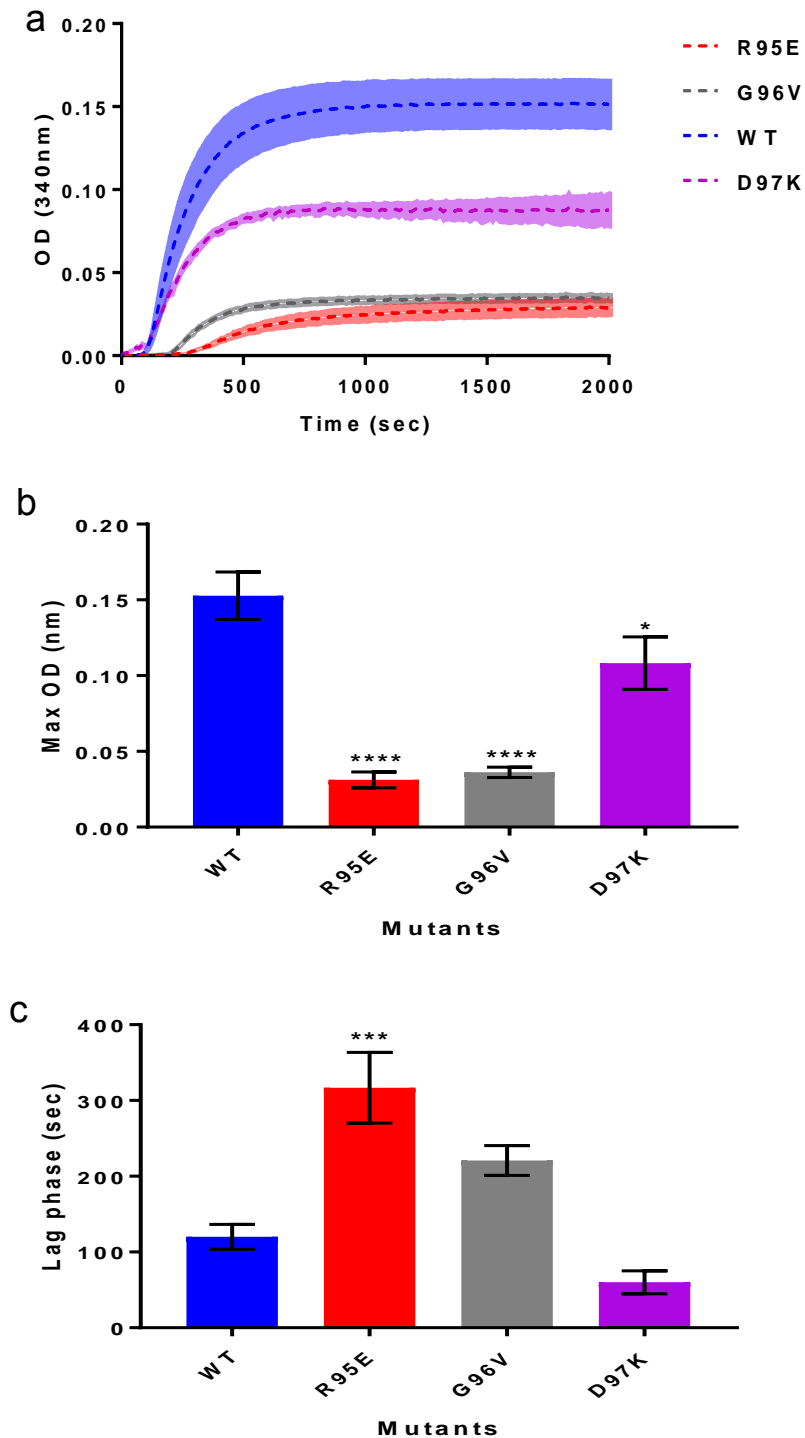 a
0.20
0.15
0.10
0.05
0.00
OD (340nm)
0
500
1000
1500
2000
Time (sec)
R95E
G96V
WT
D97K
b
0.20
0.15
0.10
0.05
0.00
Max OD (nm)
****
****
*
WT
R95E
G96V
D97K
Mutants
c
400
300
200
100
0
Lag phase (sec)
***
WT
R95E
G96V
D97K
Mutants